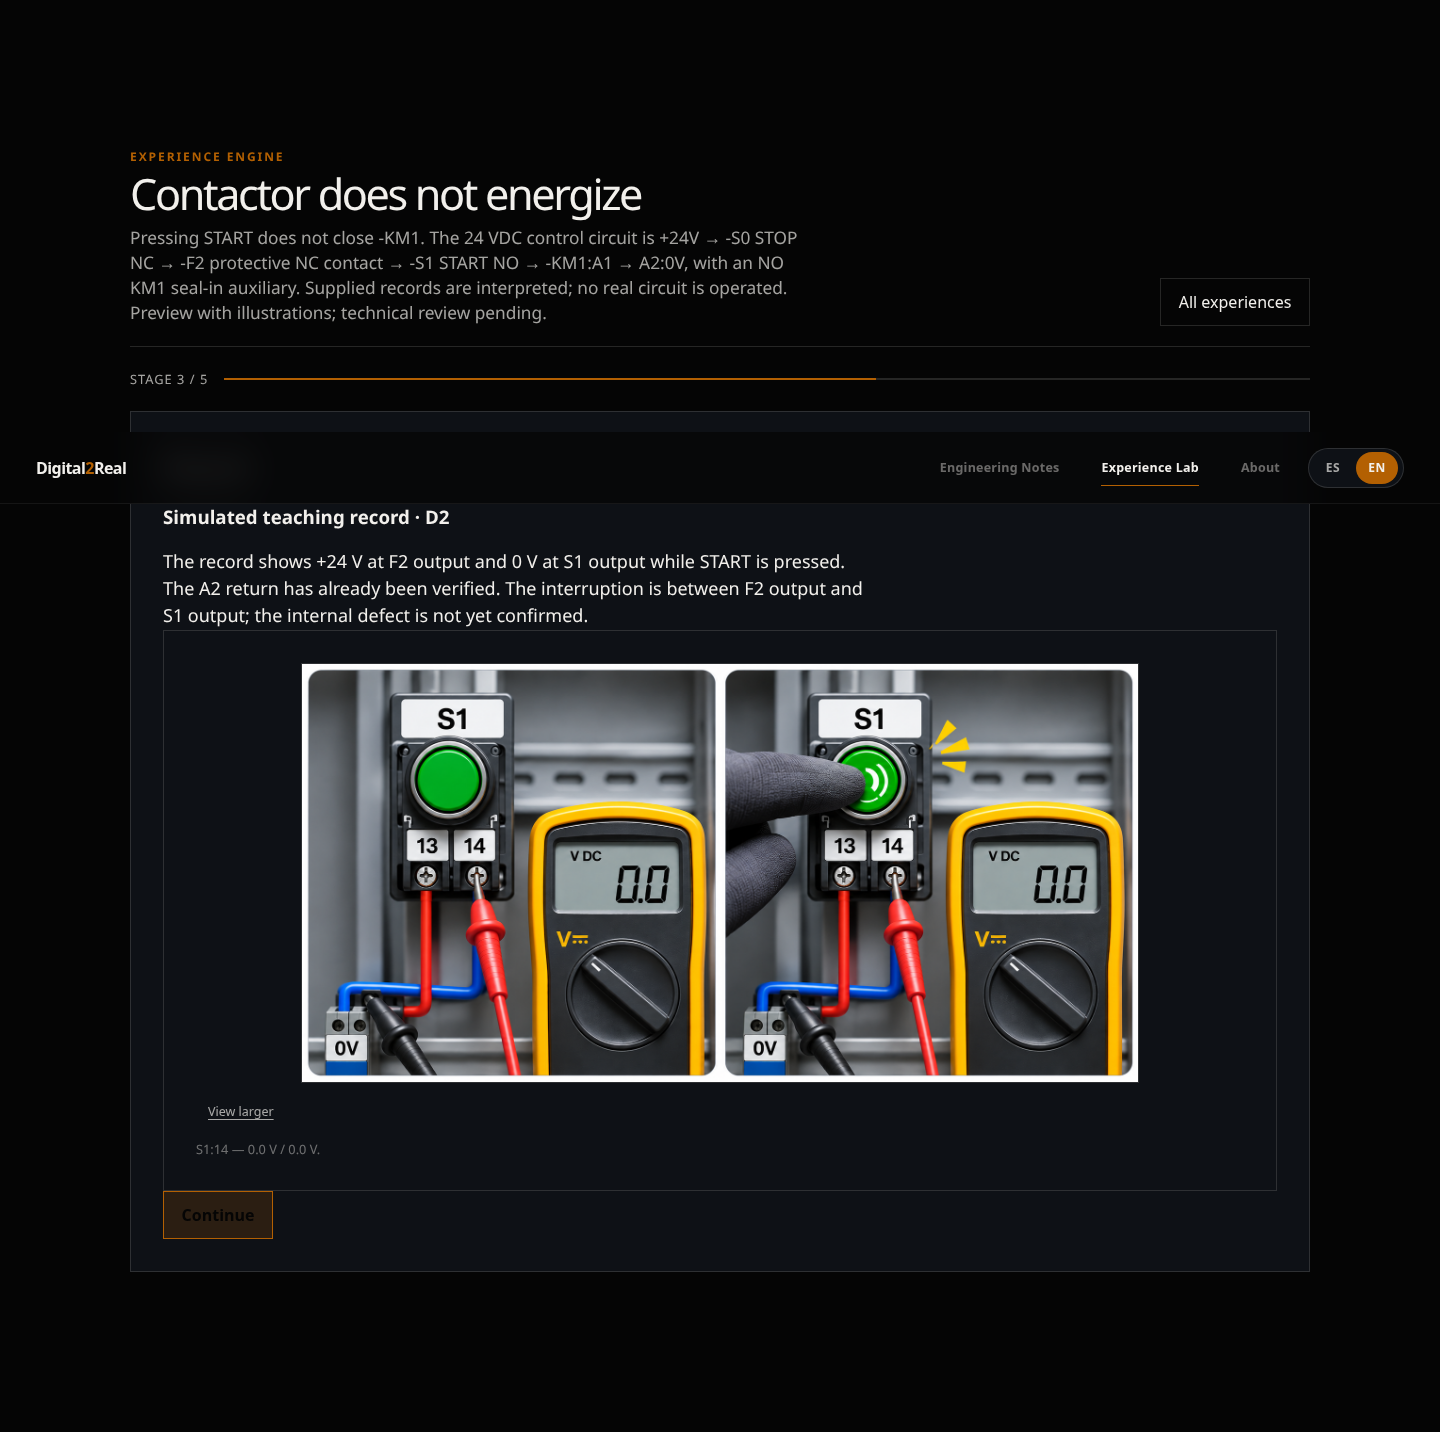 EXPERIENCE ENGINE
Contactor does not energize
Pressing START does not close -KM1. The 24 VDC control circuit is +24V → -S0 STOP
NC → -F2 protective NC contact → -S1 START NO → -KM1:A1 → A2:0V, with an NO
KM1 seal-in auxiliary. Supplied records are interpreted; no real circuit is operated.
Preview with illustrations; technical review pending.
All experiences
STAGE 3 / 5
Digital2Real
Engineering Notes
Experience Lab
About
ES
EN
Simulated teaching record · D2
The record shows +24 V at F2 output and 0 V at S1 output while START is pressed.
The A2 return has already been verified. The interruption is between F2 output and
S1 output; the internal defect is not yet confirmed.
S1
13
14
V DC
0.0
V
0V
S1
13
14
V DC
0.0
V
0V
View larger
S1:14 — 0.0 V / 0.0 V.
Continue